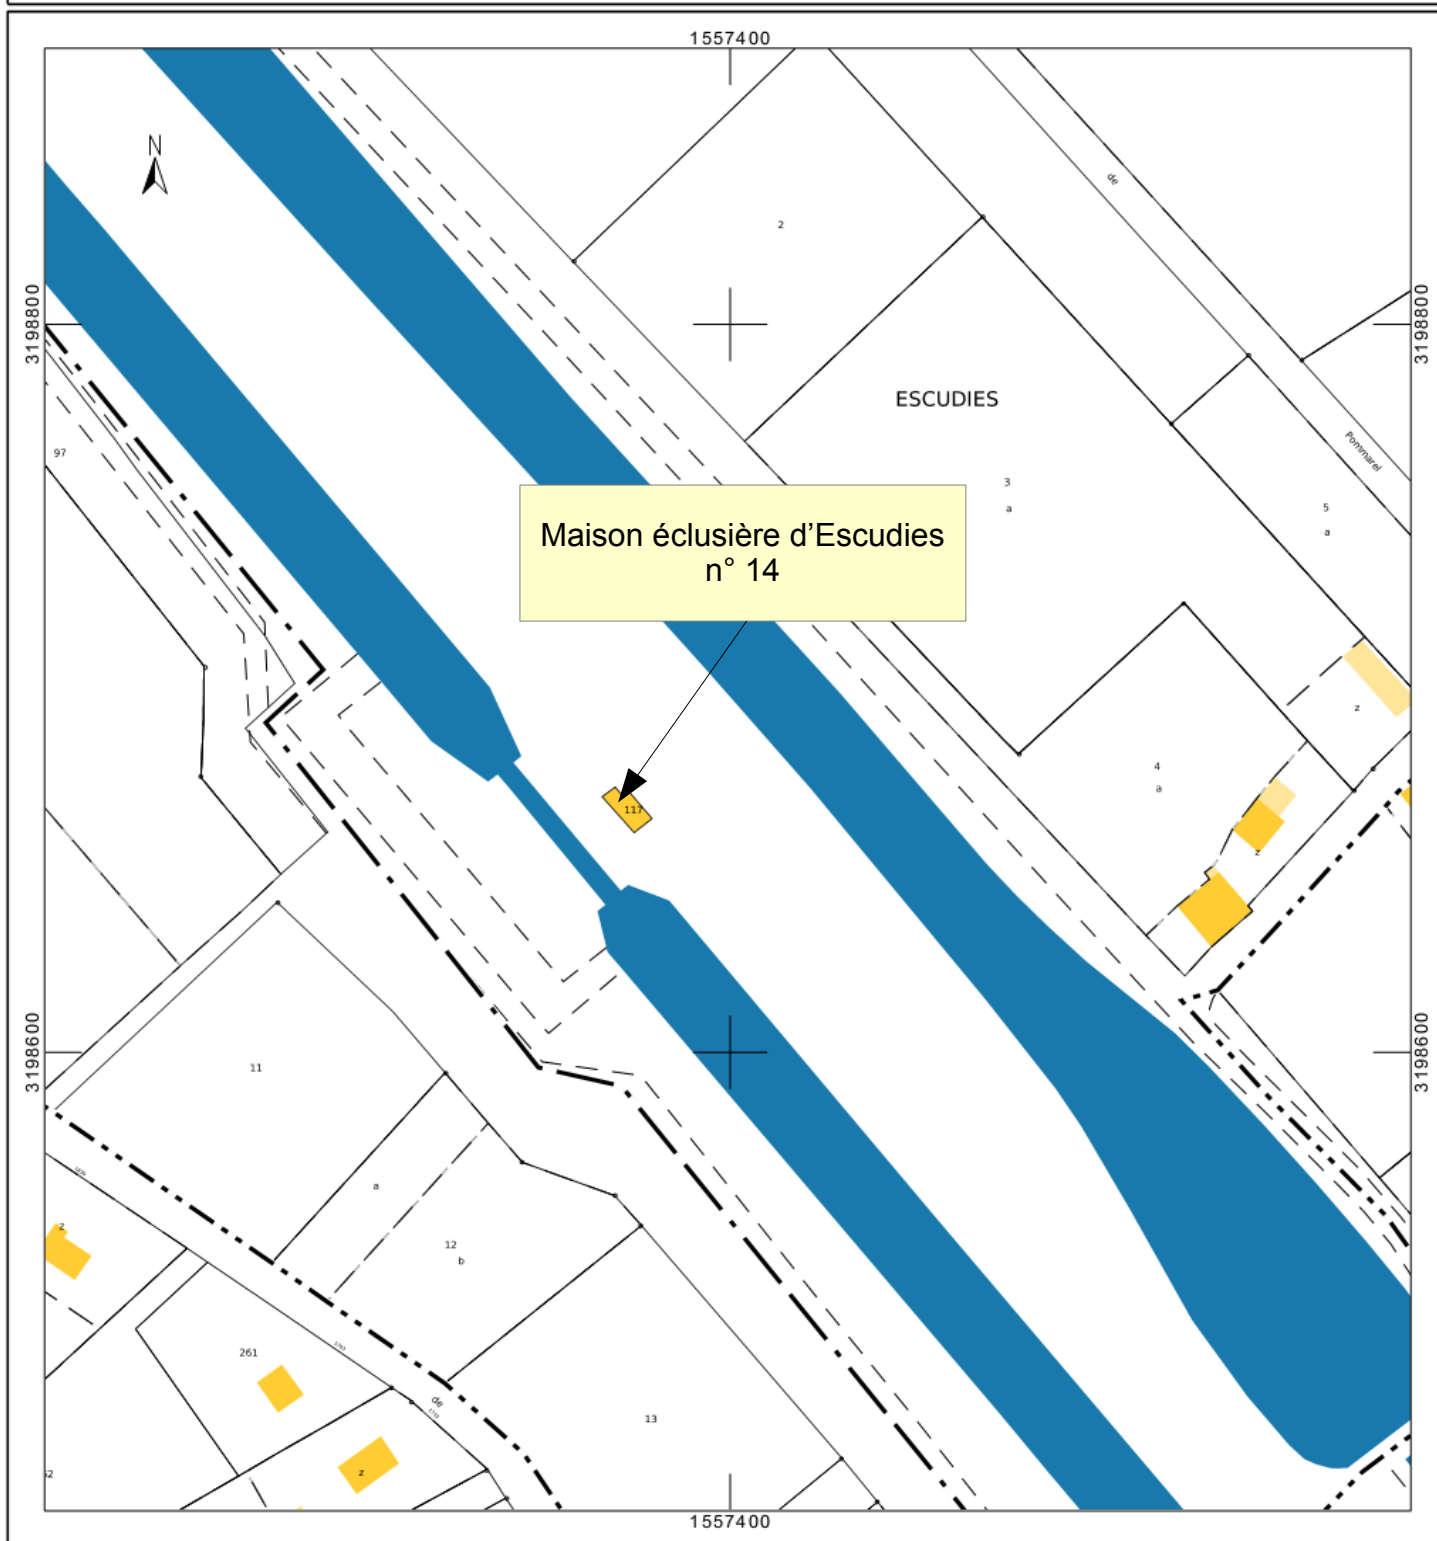 1557400
N
de
2
3198800
3198800
ESCUDIES
Pommarel
97
3
a
5
a
Maison éclusière d’Escudies
n° 14
z
4
a
117
z
3198600
3198600
11
a
z
12
b
261
de
13
z
1557400